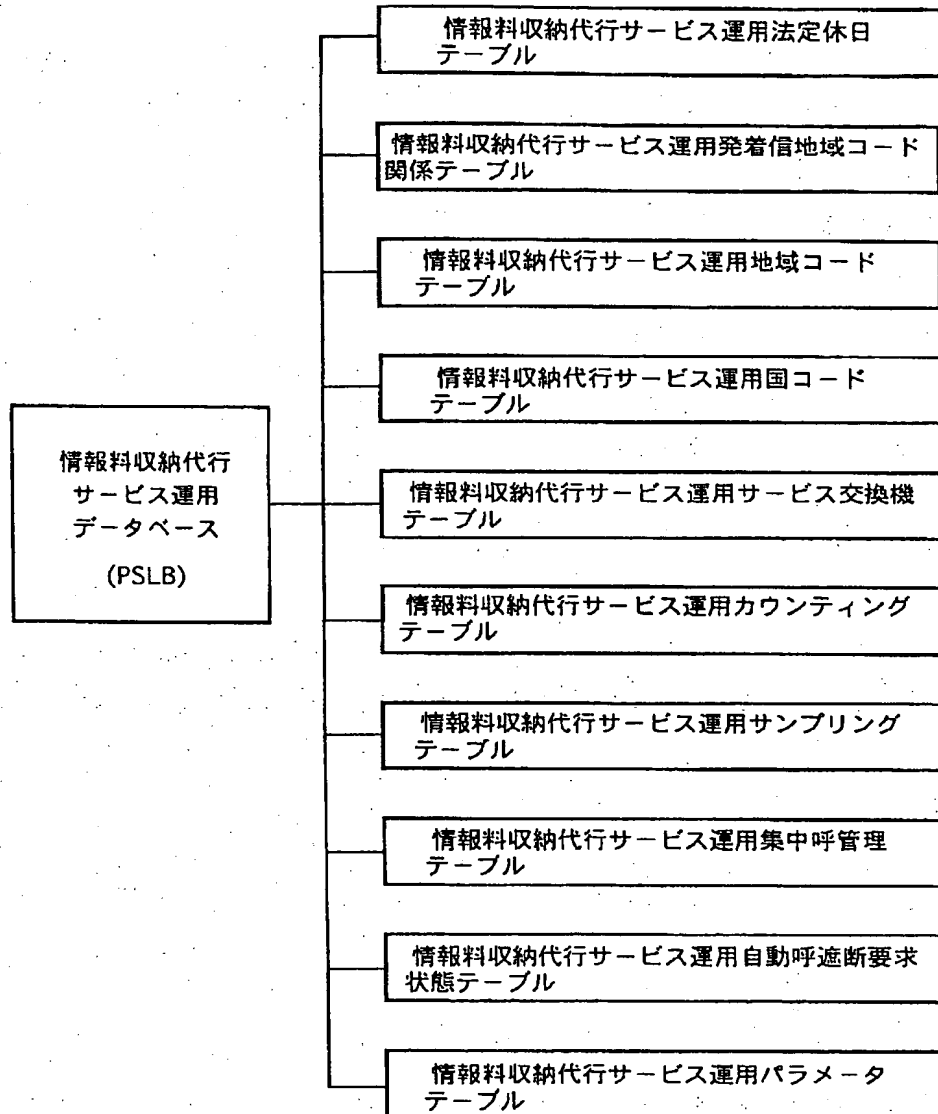 情報料収納代行サービス運用法定休日
テーブル
情報料収納代行サービス運用発着信地域コード
関係テーブル
情報料収納代行サービス運用地域コード
テーブル
情報料収納代行サービス運用国コード
テーブル
情報料収納代行
サービス運用
データベース
(PSLB)
情報料収納代行サービス運用サービス交換機
テーブル
情報料収納代行サービス運用カウンティング
テーブル
情報料収納代行サービス運用サンプリング
テーブル
情報料収納代行サービス運用集中呼管理
テーブル
情報料収納代行サービス運用自動呼遮断要求
状態テーブル
情報料収納代行サービス運用パラメータ
テーブル